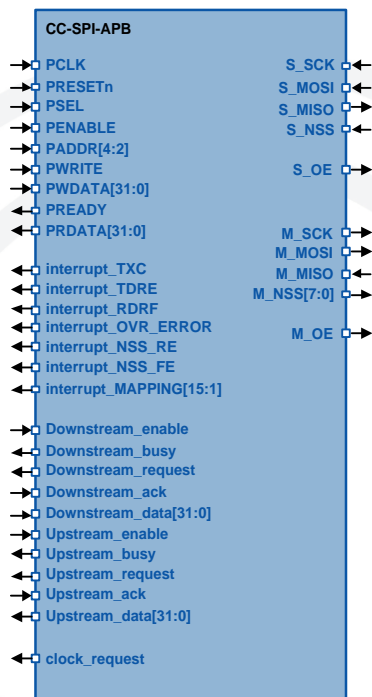 CC-SPI-APB
PCLK
PRESETn
PSEL
PENABLE
PADDR[4:2]
PWRITE
PWDATA[31:0]
PREADY
PRDATA[31:0]
interrupt_TXC
interrupt_TDRE
interrupt_RDRF
interrupt_OVR_ERROR
interrupt_NSS_RE
interrupt_NSS_FE
interrupt_MAPPING[15:1]
Downstream_enable
Downstream_busy
Downstream_request
Downstream_ack
Downstream_data[31:0]
Upstream_enable
Upstream_busy
Upstream_request
Upstream_ack
Upstream_data[31:0]
clock_request
S_SCK
S_MOSI
S_MISO
S_NSS
S_OE
M_SCK
M_MOSI
M_MISO
M_NSS[7:0]
M_OE